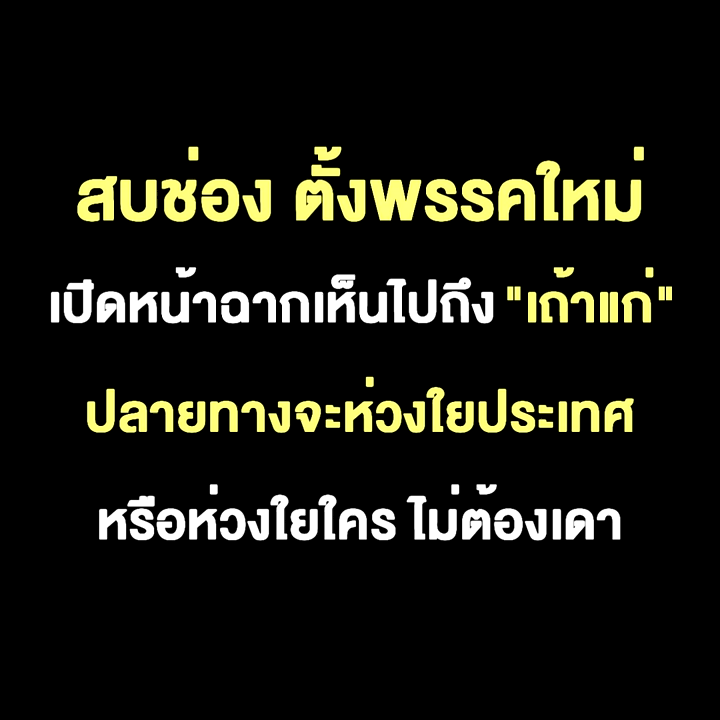 สบช่อง ตั้งพรรคใหม่
เปิดหน้าฉากเห็นไปถึง "เถ้าแก่"
ปลายทางจะห่วงใยประเทศ
หรือห่วงใยใคร ไม่ต้องเดา